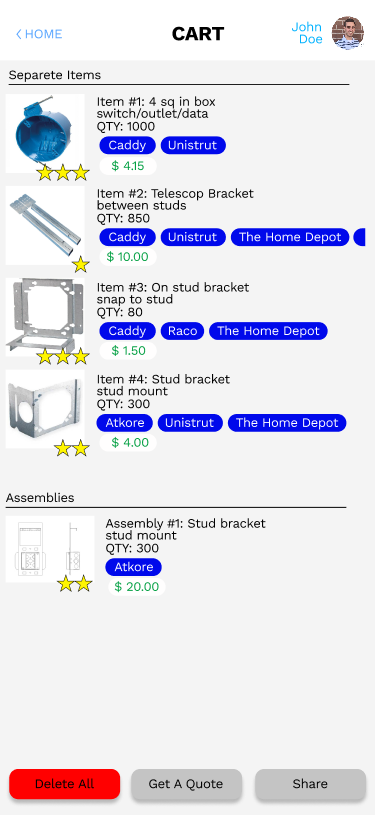 HOME
CART
John
Doe
Separete Items
Item #1: 4 sq in box
switch/outlet/data
QTY: 1000
Caddy Unistrut
$ 4.15
Item #2: Telescop Bracket
between studs
QTY: 850
Caddy Unistrut The Home Depot
$ 10.00
Item #3: On stud bracket
snap to stud
QTY: 80
Caddy Raco The Home Depot
$ 1.50
Item #4: Stud bracket
stud mount
QTY: 300
Atkore Unistrut The Home Depot
$ 4.00
Assemblies
Assembly #1: Stud bracket
stud mount
QTY: 300
Atkore
$ 20.00
Delete All Get A Quote Share